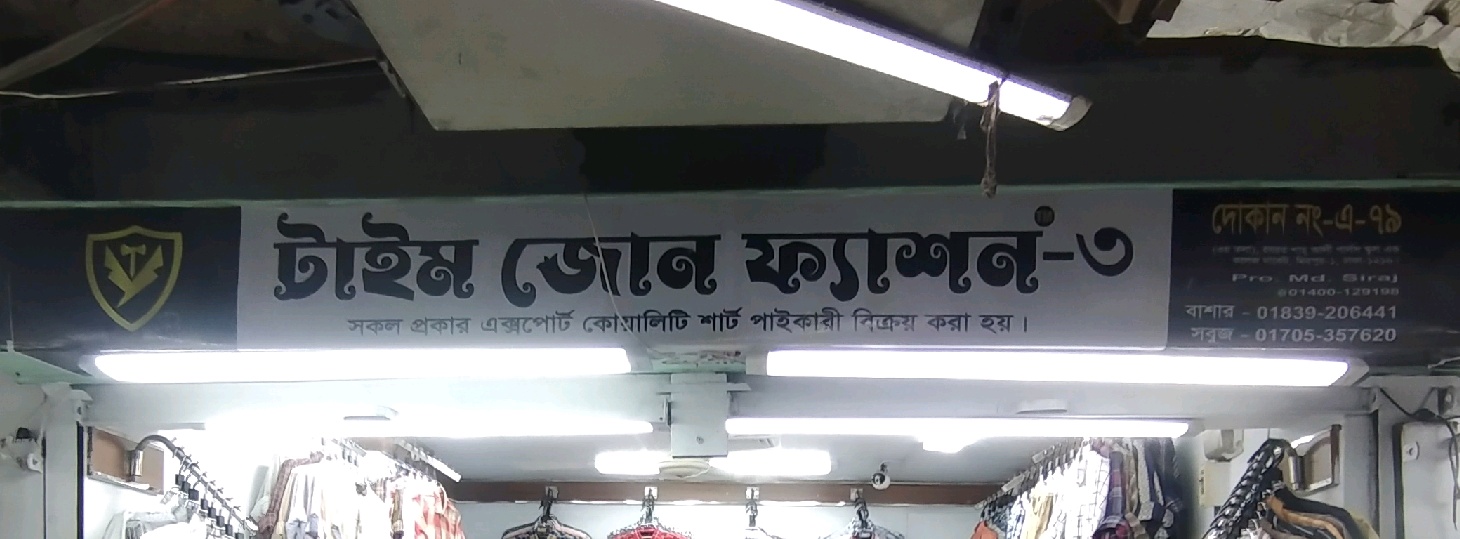 টাইম জোন ফ্যাশন-৩
TM
সকল প্রকার এক্সপোর্ট কোয়ালিটি শার্ট পাইকারী বিক্রয় করা হয়।
দোকান নং-এ-৭৯
Pro. Md. Siraj
01400-129198
বাশার - 01839-206441
সবুজ - 01705-357620